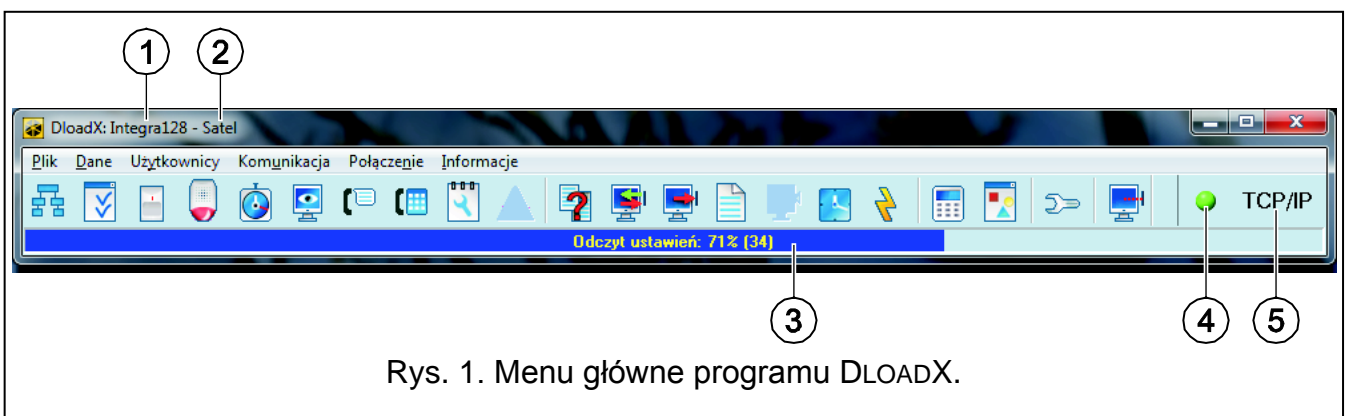 1 2
DloadX: Integra128 - Satel
Plik Dane Użytkownicy Komunikacja Połączenie Informacje
TCP/IP
Odczyt ustawień: 71% (34)
3 4 5
Rys. 1. Menu główne programu DLOADX.